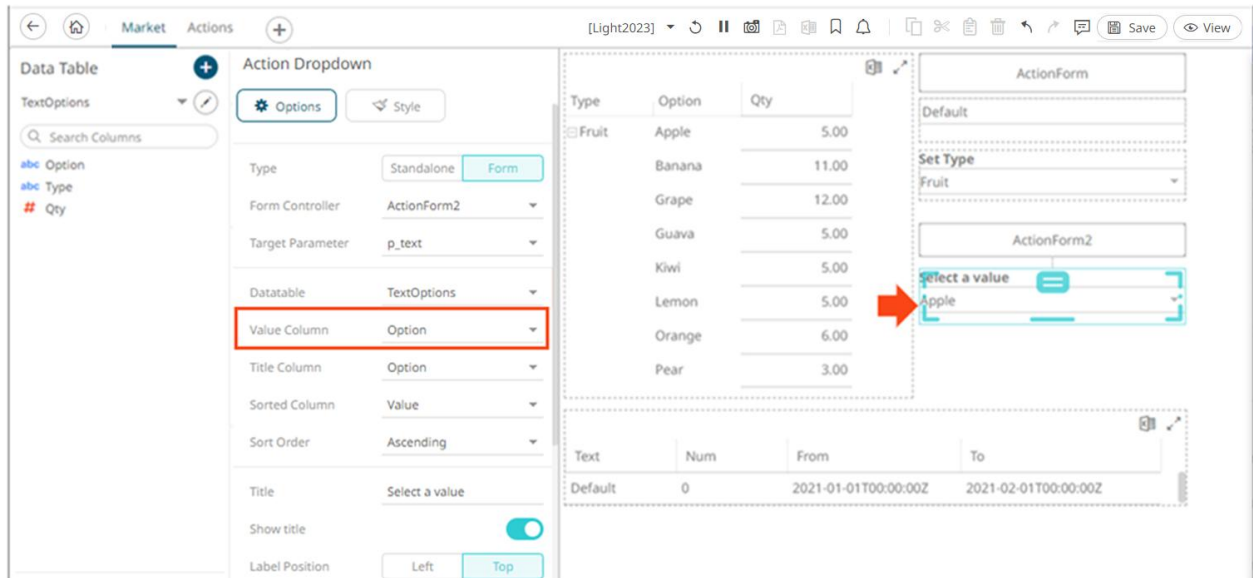 Market Actions [Light2023] Save View
Data Table
TextOptions
Search Columns
abc Option
abc Type
# Qty
Action Dropdown
Options Style
Type Standalone Form
Form Controller ActionForm2
Target Parameter p_text
Datatable TextOptions
Value Column Option
Title Column Option
Sorted Column Value
Sort Order Ascending
Title Select a value
Show title
Label Position Left Top
Type Option Qty
Fruit Apple 5.00
Banana 11.00
Grape 12.00
Guava 5.00
Kiwi 5.00
Lemon 5.00
Orange 6.00
Pear 3.00
ActionForm
Default
Set Type
Fruit
ActionForm2
Select a value
Apple
Text Num From To
Default 0 2021-01-01T00:00:00Z 2021-02-01T00:00:00Z